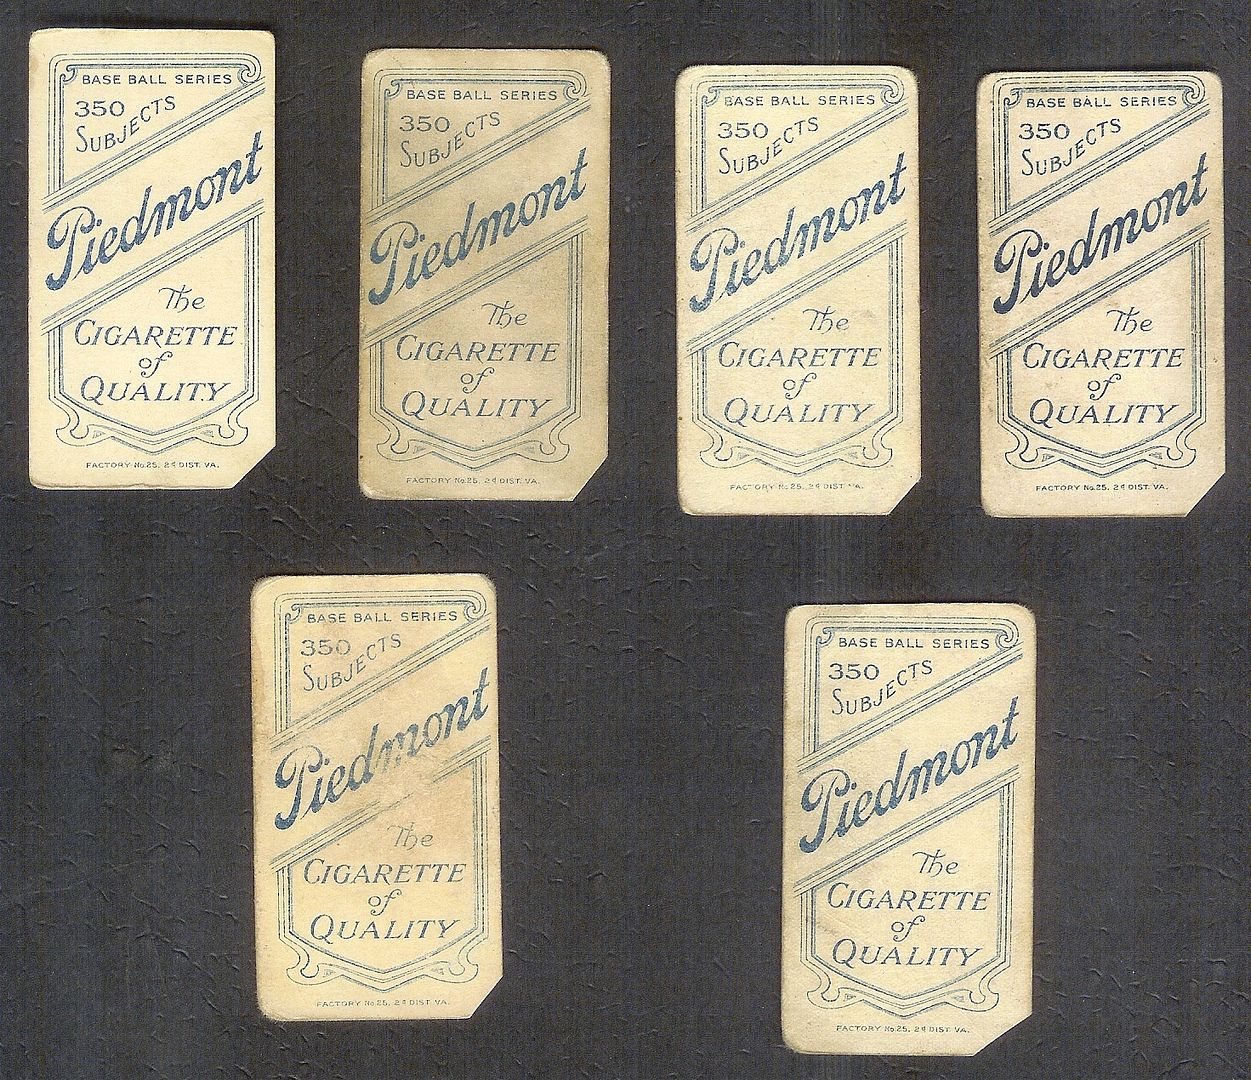 BASE BALL SERIES
350
SUBJECTS
Piedmont
The
CIGARETTE
of
QUALITY
FACTORY No. 25. 2d DIST. VA.
BASE BALL SERIES
350
SUBJECTS
Piedmont
The
CIGARETTE
of
QUALITY
FACTORY No. 25. 2d DIST. VA.
BASE BALL SERIES
350
SUBJECTS
Piedmont
The
CIGARETTE
of
QUALITY
FACTORY No. 25. 2d DIST. VA.
BASE BALL SERIES
350
SUBJECTS
Piedmont
The
CIGARETTE
of
QUALITY
FACTORY No. 25. 2d DIST. VA.
BASE BALL SERIES
350
SUBJECTS
Piedmont
The
CIGARETTE
of
QUALITY
FACTORY No. 25. 2d DIST. VA.
BASE BALL SERIES
350
SUBJECTS
Piedmont
The
CIGARETTE
of
QUALITY
FACTORY No. 25. 2d DIST. VA.